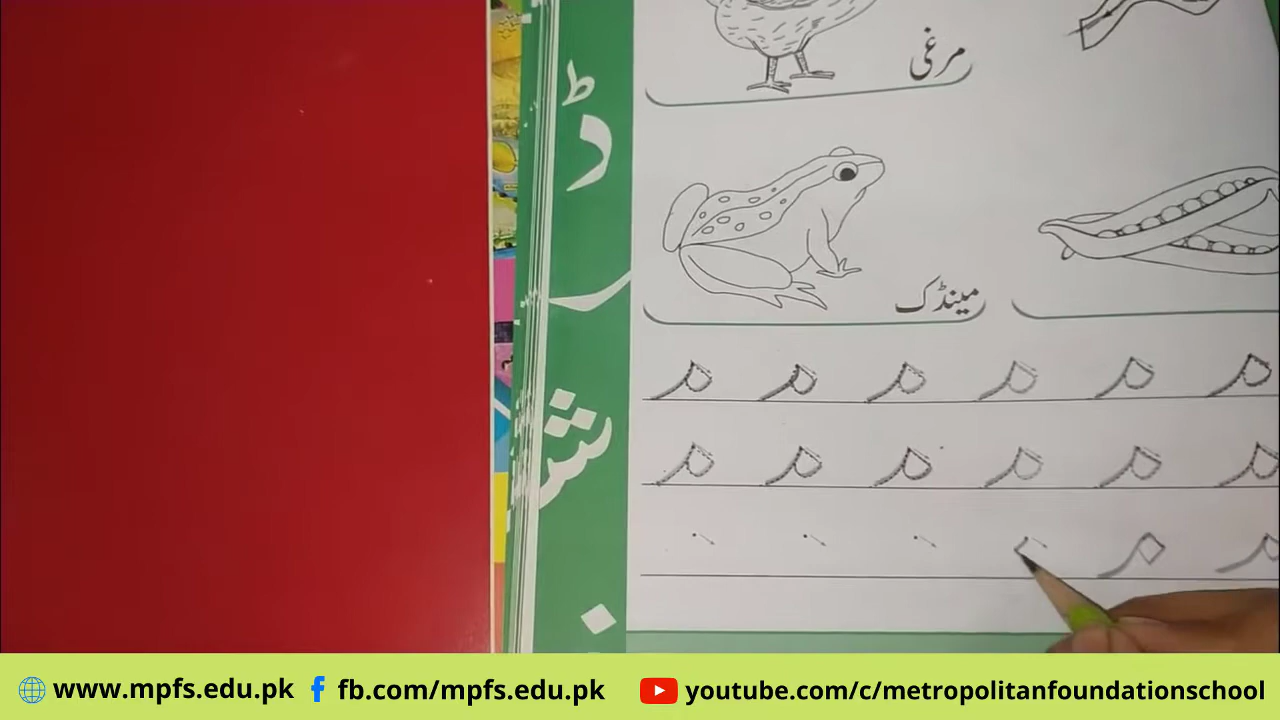 مرغی
مینڈک
م م م م م م
م م م م م م
م م
ڈ
ر
ش
www.mpfs.edu.pk
fb.com/mpfs.edu.pk
youtube.com/c/metropolitanfoundationschool